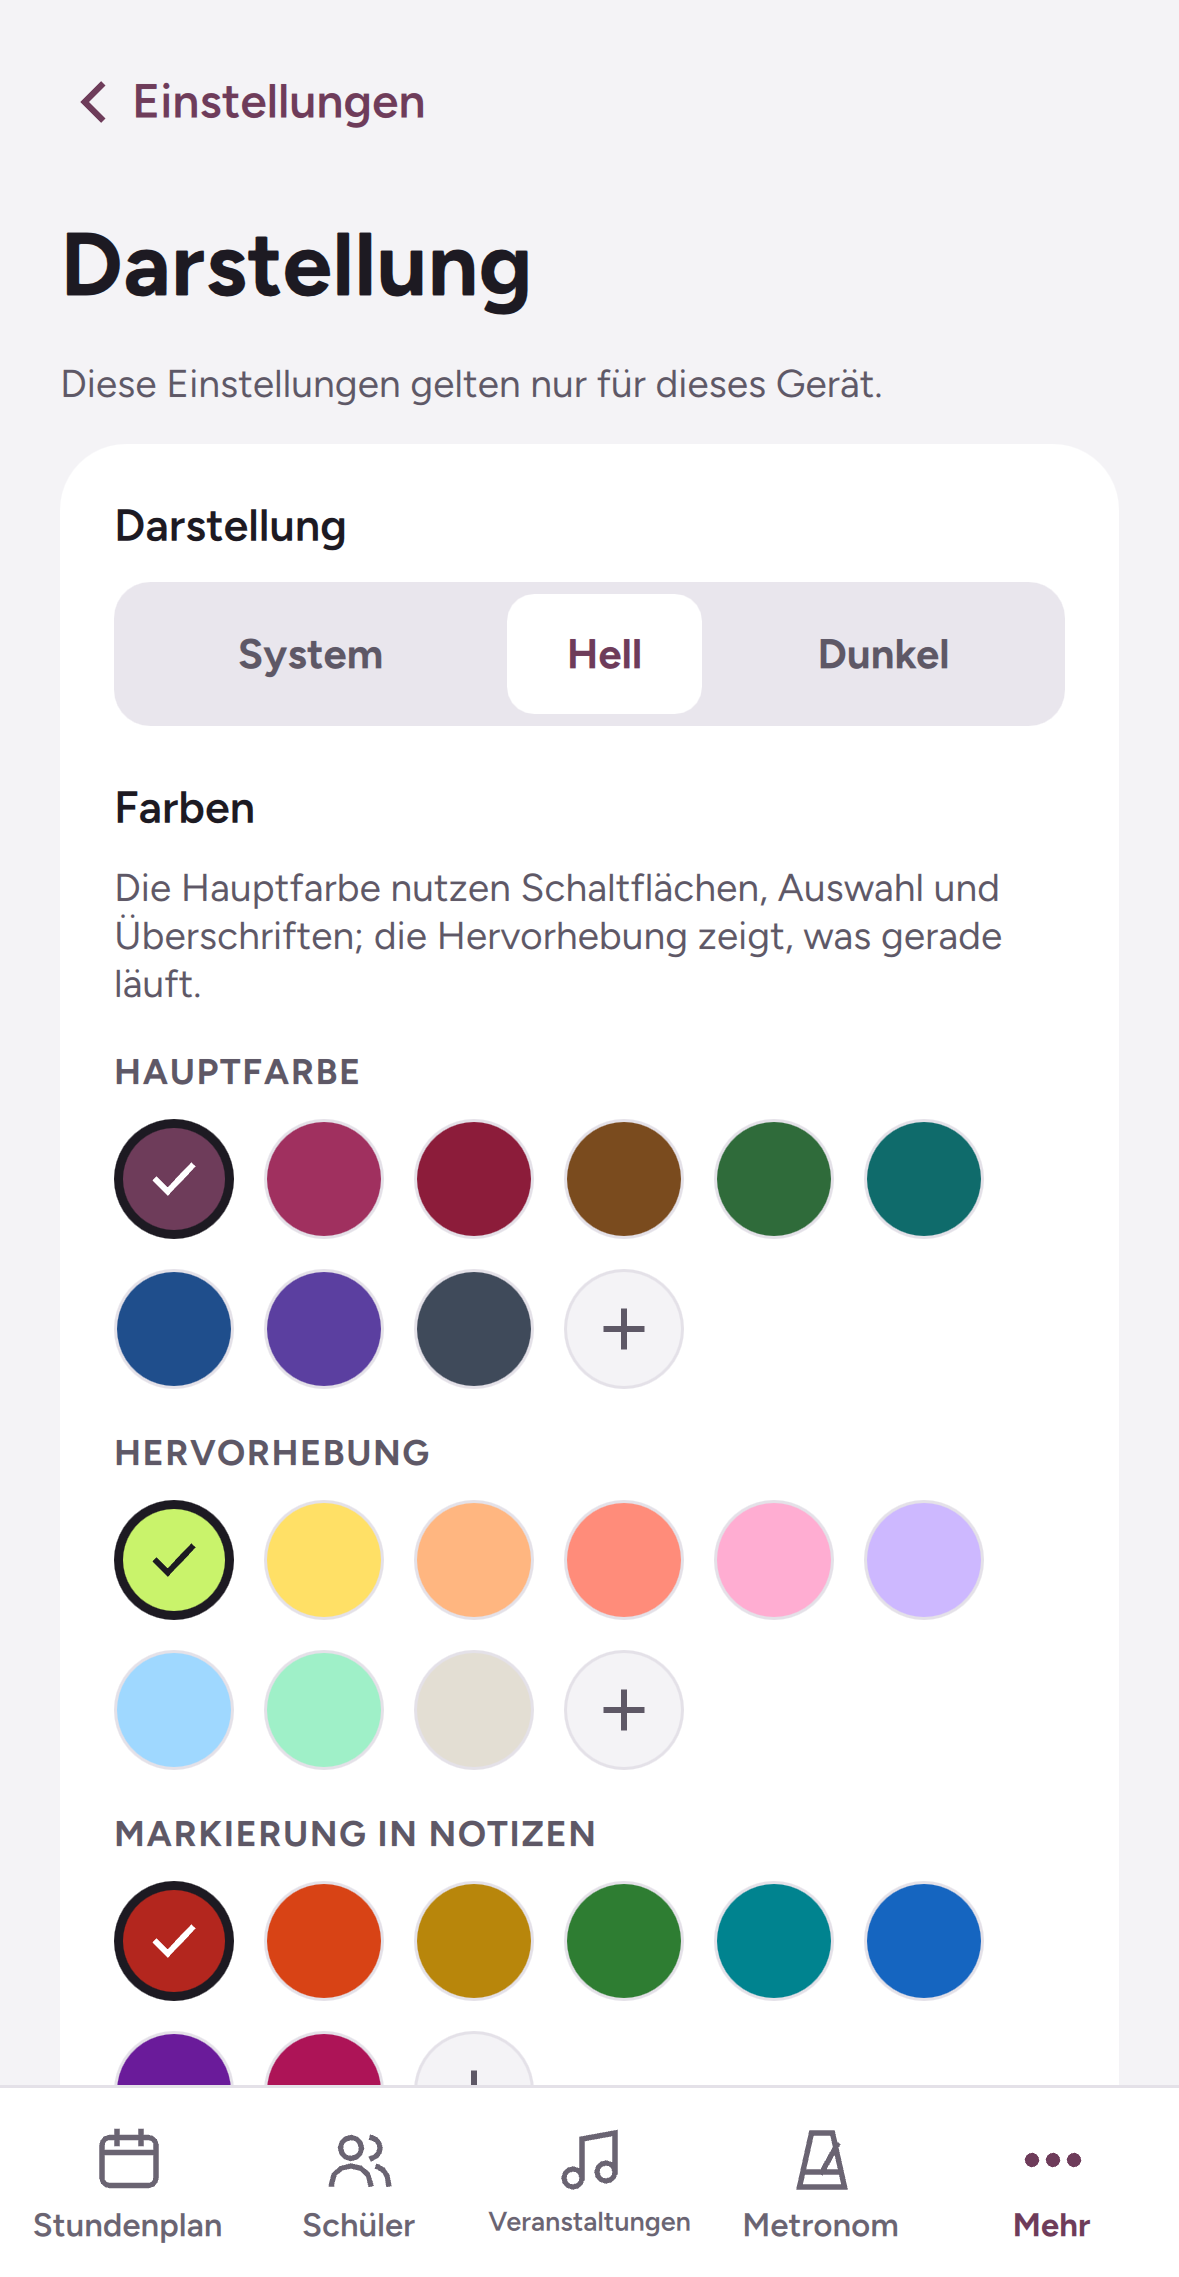 Einstellungen
Darstellung
Diese Einstellungen gelten nur für dieses Gerät.
Darstellung
System Hell Dunkel
Farben
Die Hauptfarbe nutzen Schaltflächen, Auswahl und
Überschriften; die Hervorhebung zeigt, was gerade
läuft.
HAUPTFARBE
HERVORHEBUNG
MARKIERUNG IN NOTIZEN
Stundenplan Schüler Veranstaltungen Metronom Mehr